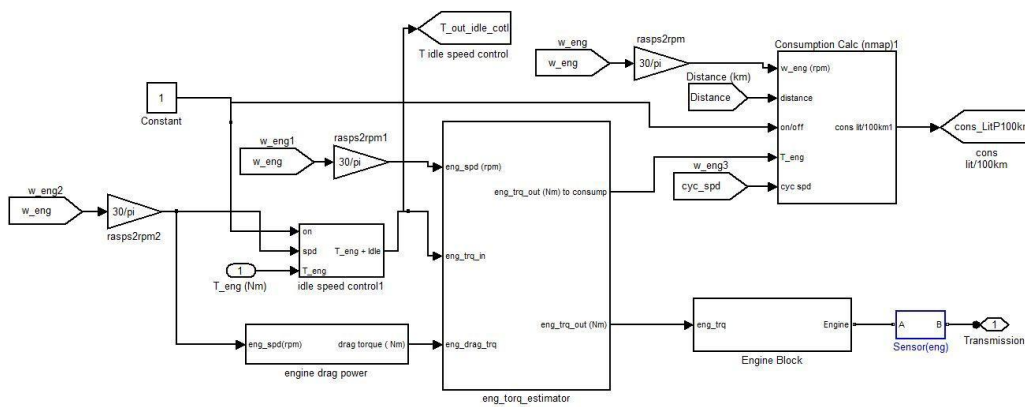 T_out_idle_cotl
T idle speed control
w_eng
w_eng
rasps2rpm
30/pi
Consumption Calc (nmap)1
w_eng (rpm)
Distance (km)
Distance
distance
1
Constant
on/off
cons lit/100km1
cons_LitP100km
cons
lit/100km
w_eng1
w_eng
rasps2rpm1
30/pi
eng_spd (rpm)
T_eng
eng_trq_out (Nm) to consump
w_eng3
cyc_spd
cyc spd
w_eng2
w_eng
30/pi
rasps2rpm2
on
spd
T_eng
T_eng + Idle
idle speed control1
1
T_eng (Nm)
eng_trq_in
eng_trq_out (Nm)
eng_trq
Engine
Engine Block
A
B
Sensor(eng)
1
Transmission
eng_spd(rpm)
drag torque ( Nm)
engine drag power
eng_drag_trq
eng_torq_estimator